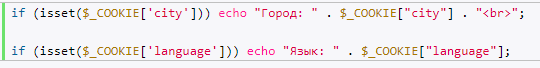 if (isset($_COOKIE['city'])) echo "Город: " . $_COOKIE["city"] . "<br>";
if (isset($_COOKIE['language'])) echo "Язык: " . $_COOKIE["language"];